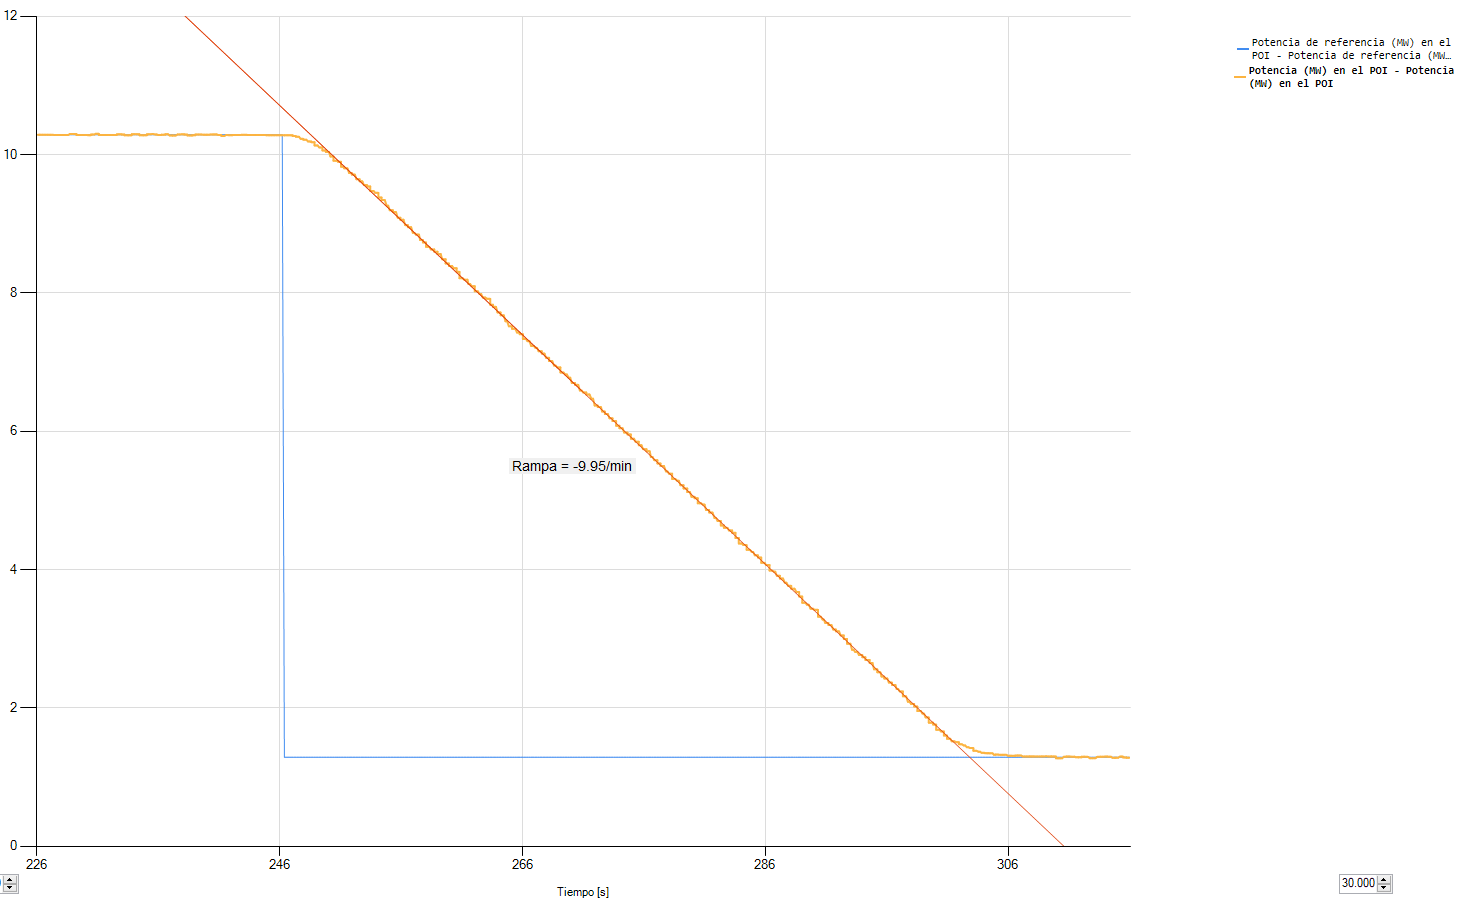 12
10
8
6
4
2
0
226
246
266
286
306
Tiempo [s]
Rampa = -9.95/min
Potencia de referencia (MW) en el
POI - Potencia de referencia (MW…
Potencia (MW) en el POI - Potencia
(MW) en el POI
30.000